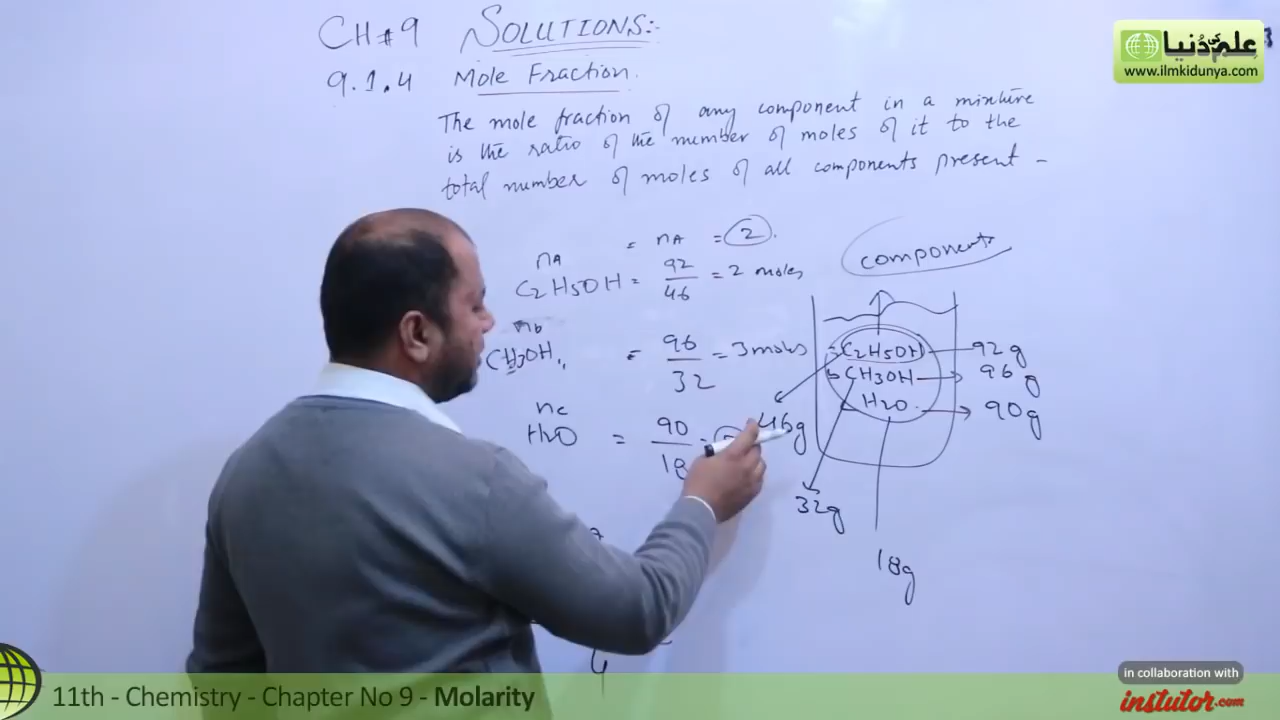 CH#9 SOLUTIONS:-
علم کی دُنیا
www.ilmkidunya.com
9.1.4 Mole Fraction.
The mole fraction of any component in a mixture
is the ratio of the number of moles of it to the
total number of moles of all components present -
= nA = 2
nA
C2H5OH = 92/46 = 2 moles
components
nb
CH3OH = 96/32 = 3 moles
C2H5OH 92g
CH3OH 96g
H2O 90g
nc
H2O = 90/18
46g
32g
18g
11th - Chemistry - Chapter No 9 - Molarity
in collaboration with
instutor.com